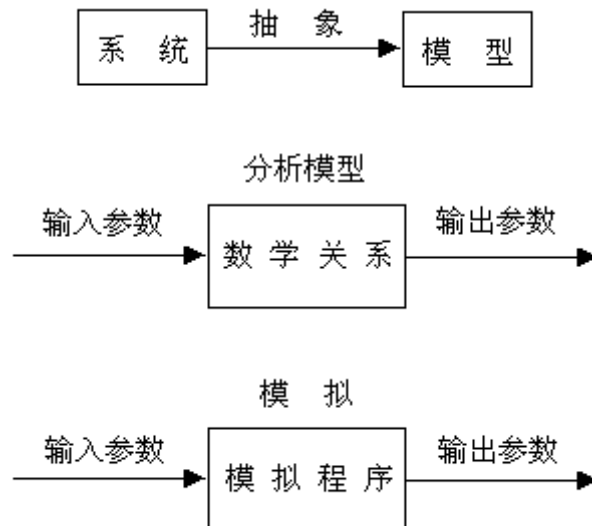 抽 象
系 统 模 型
分析模型
输入参数 数 学 关 系 输出参数
模 拟
输入参数 模 拟 程 序 输出参数